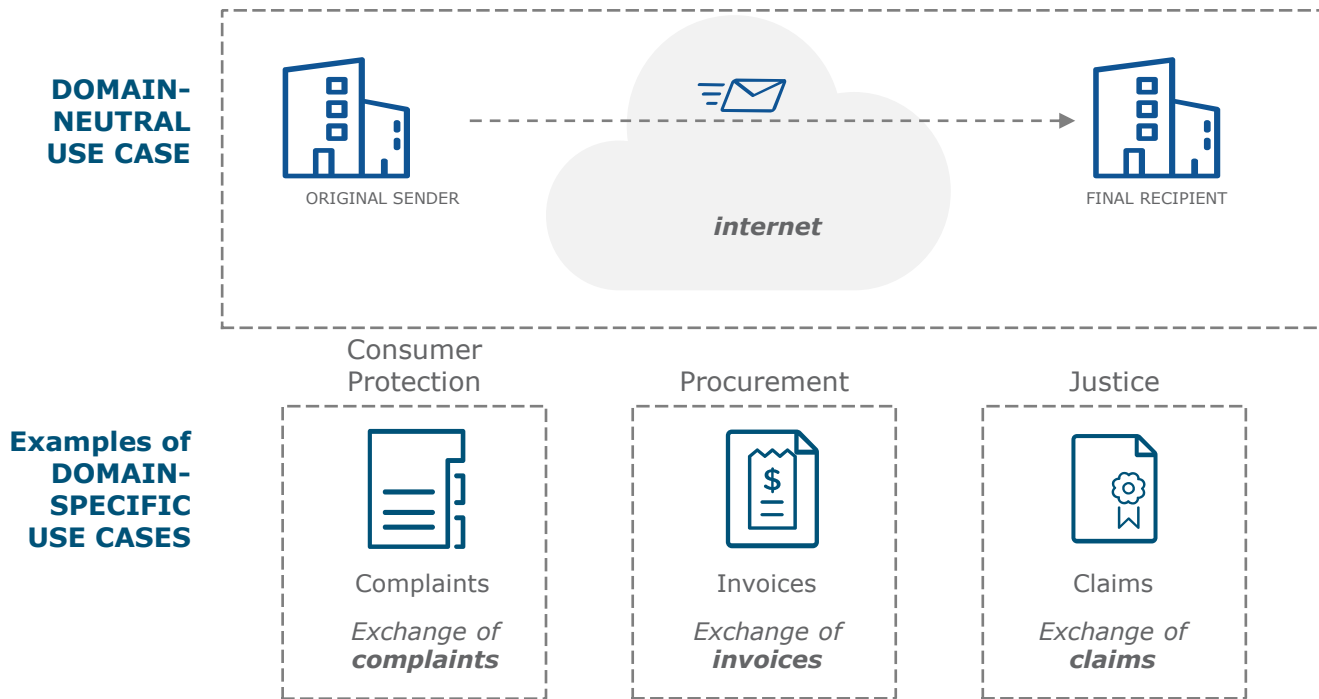 DOMAIN-
NEUTRAL
USE CASE
ORIGINAL SENDER
internet
FINAL RECIPIENT
Examples of
DOMAIN-
SPECIFIC
USE CASES
Consumer
Protection
Complaints
Exchange of
complaints
Procurement
$
Invoices
Exchange of
invoices
Justice
Claims
Exchange of
claims